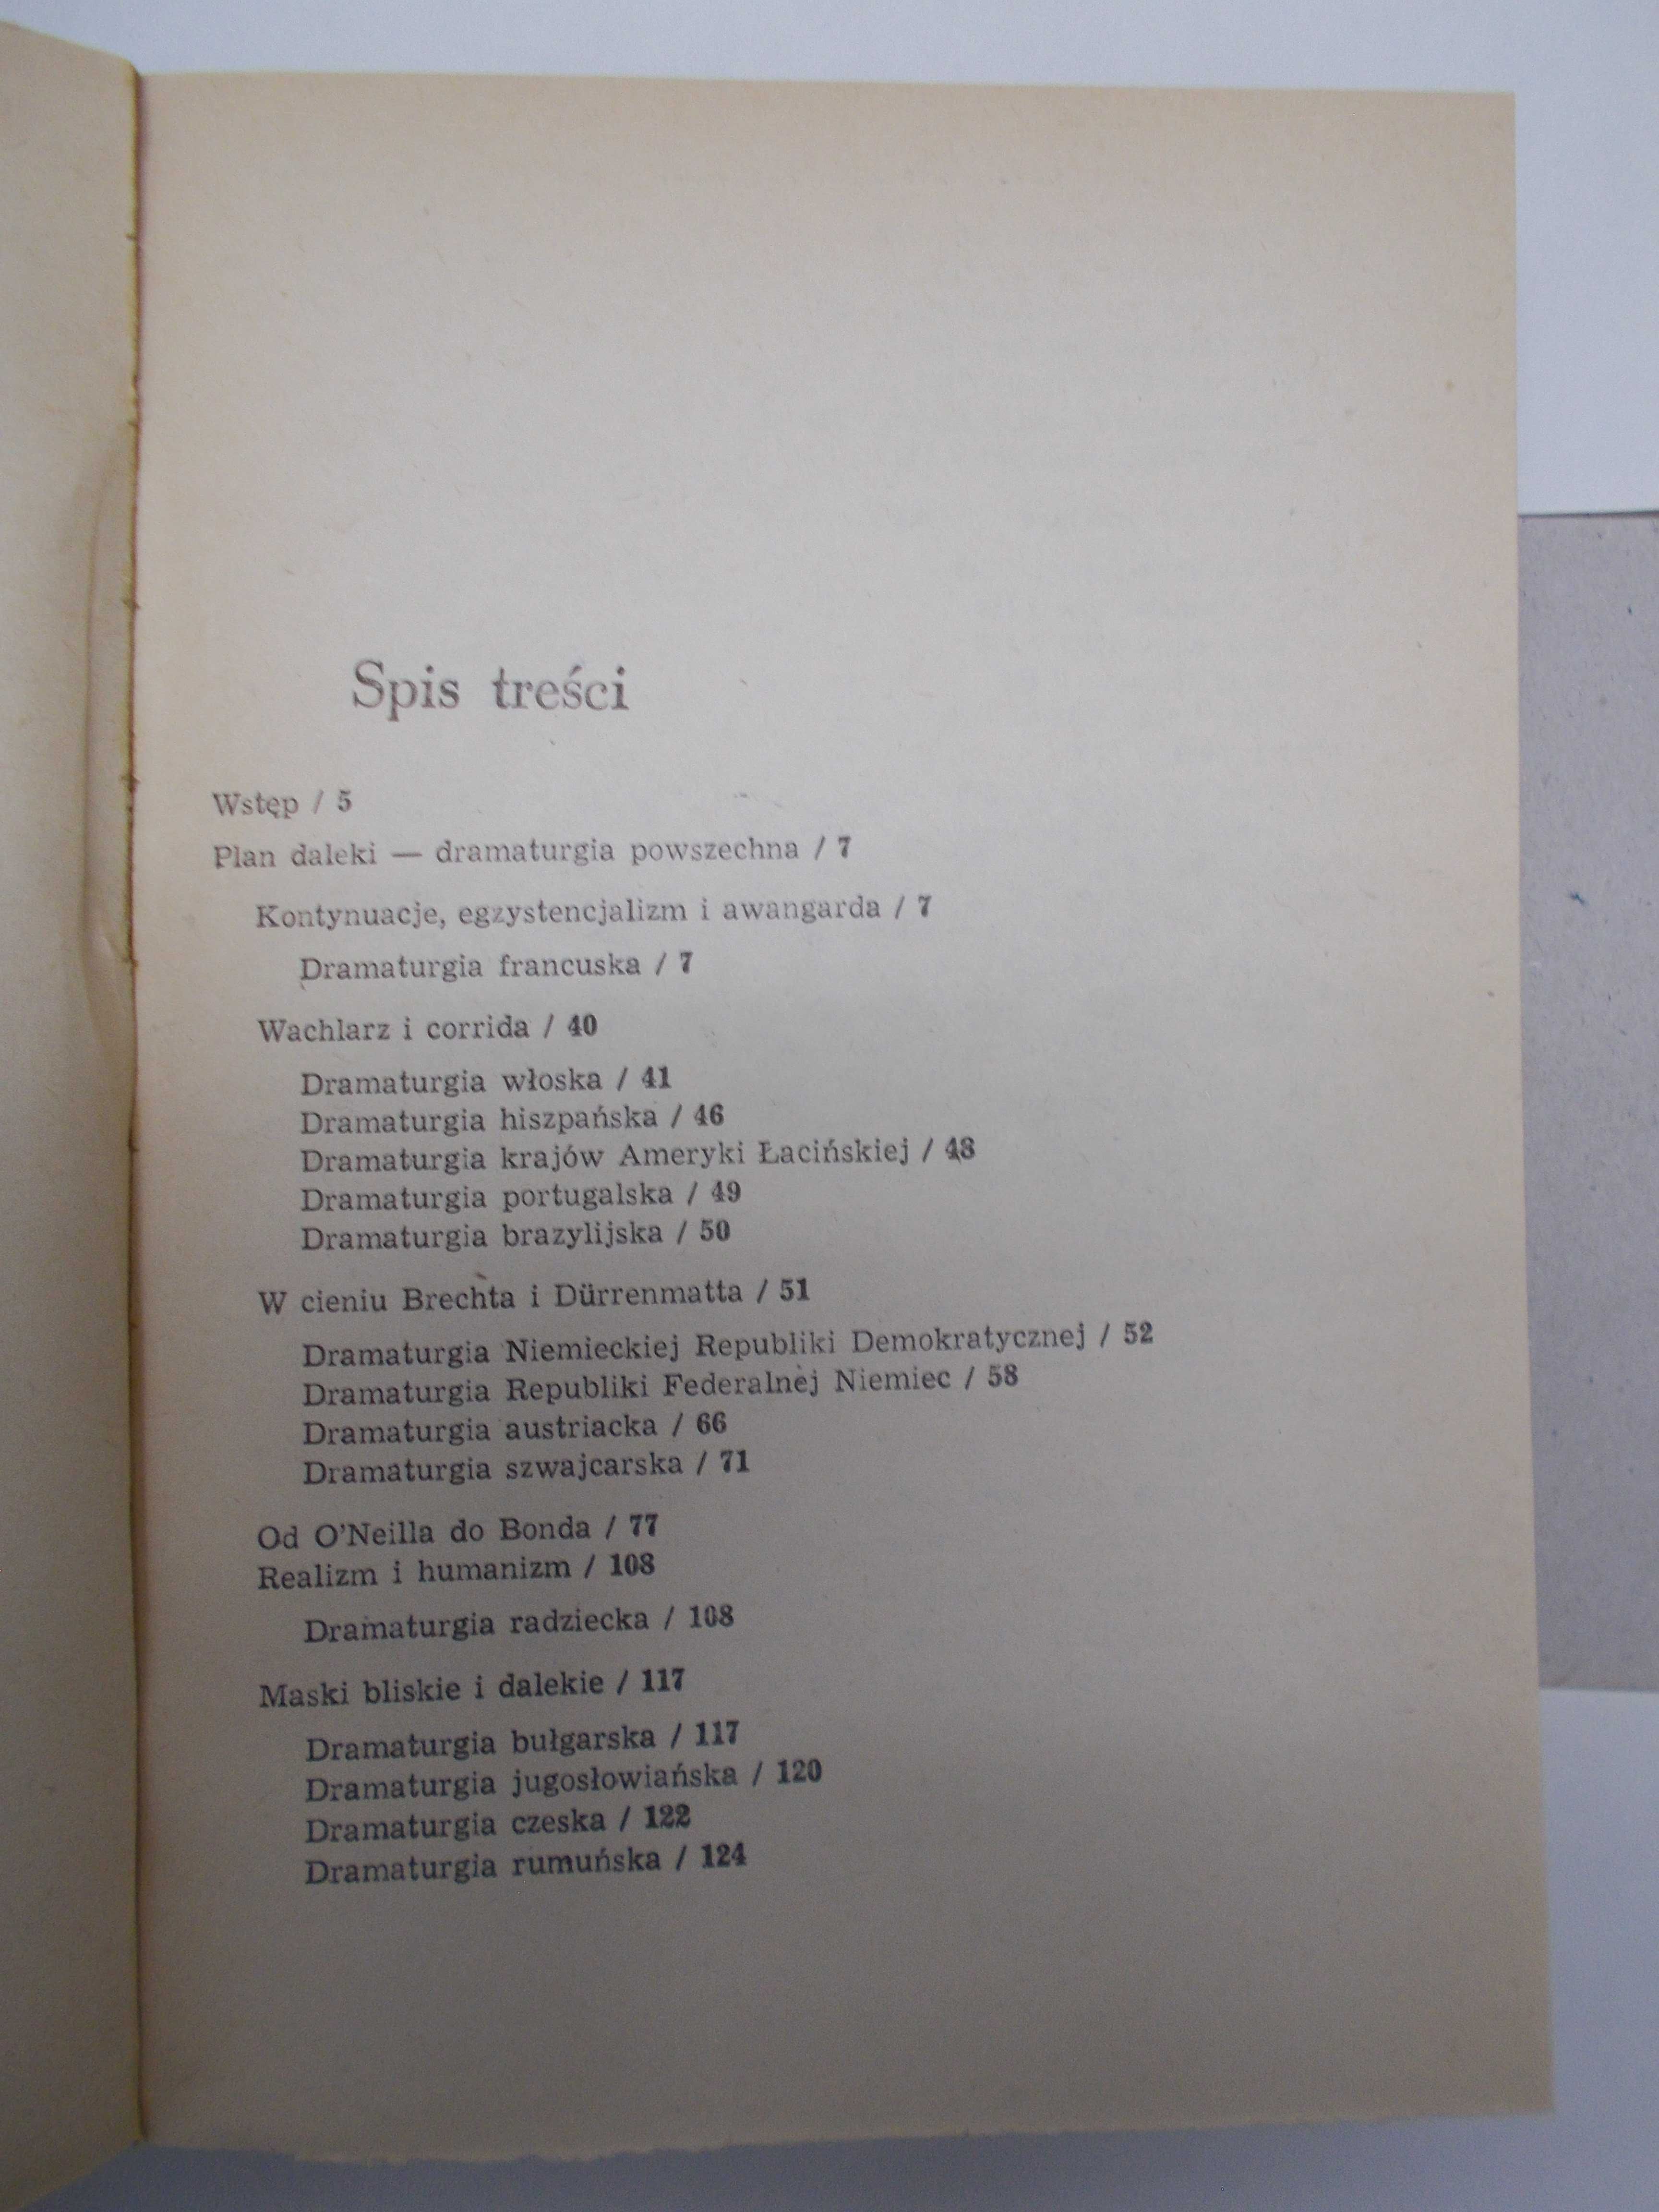 Spis treści
Wstęp / 5
Plan daleki — dramaturgia powszechna / 7
Kontynuacje, egzystencjalizm i awangarda / 7
Dramaturgia francuska / 7
Wachlarz i corrida / 40
Dramaturgia włoska / 41
Dramaturgia hiszpańska / 46
Dramaturgia krajów Ameryki Łacińskiej / 48
Dramaturgia portugalska / 49
Dramaturgia brazylijska / 50
W cieniu Brechta i Dürrenmatta / 51
Dramaturgia Niemieckiej Republiki Demokratycznej / 52
Dramaturgia Republiki Federalnej Niemiec / 58
Dramaturgia austriacka / 66
Dramaturgia szwajcarska / 71
Od O'Neilla do Bonda / 77
Realizm i humanizm / 108
Dramaturgia radziecka / 108
Maski bliskie i dalekie / 117
Dramaturgia bułgarska / 117
Dramaturgia jugosłowiańska / 120
Dramaturgia czeska / 122
Dramaturgia rumuńska / 124